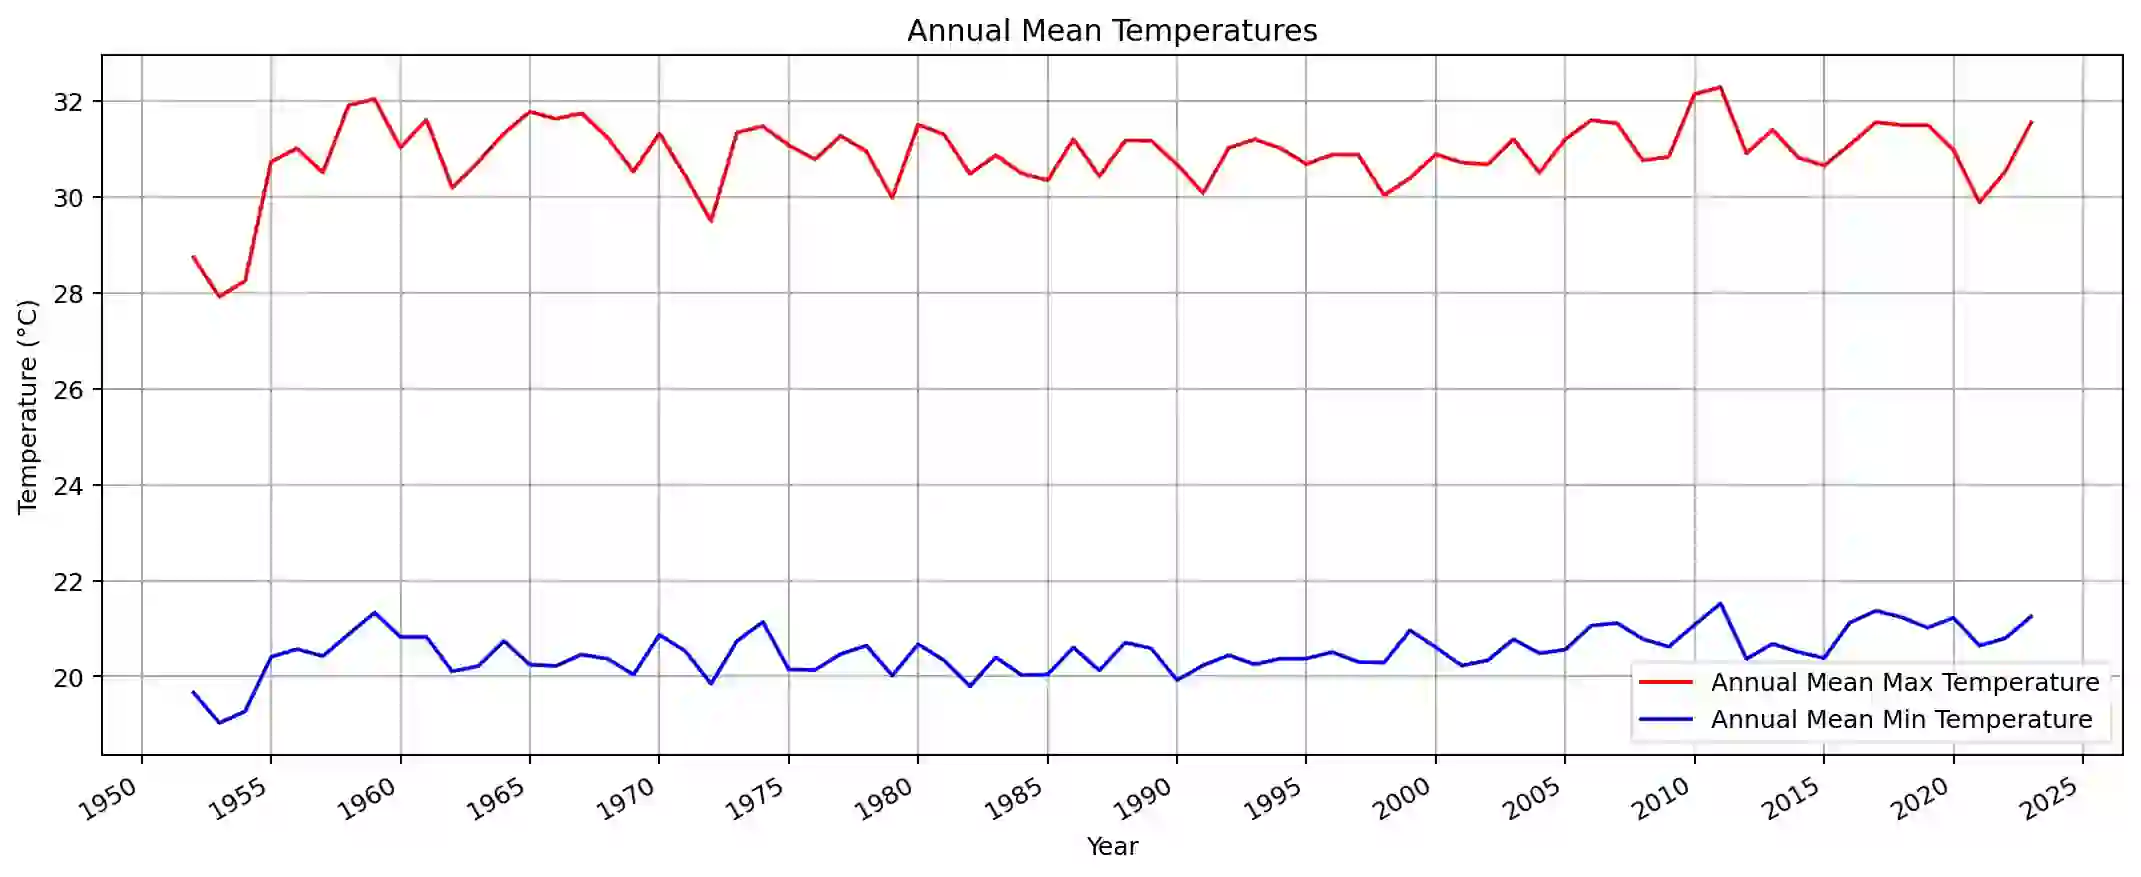 Annual Mean Temperatures
32
30
28
26
24
22
20
Temperature (°C)
1950 1955 1960 1965 1970 1975 1980 1985 1990 1995 2000 2005 2010 2015 2020 2025
Year
Annual Mean Max Temperature
Annual Mean Min Temperature